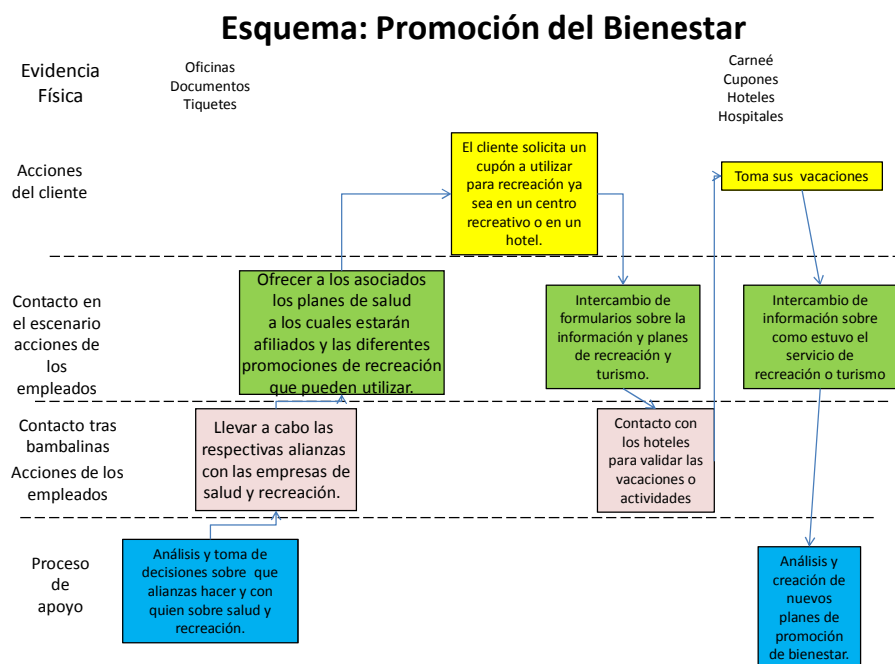 Esquema: Promoción del Bienestar
Evidencia
Física
Oficinas
Documentos
Tiquetes
Carneé
Cupones
Hoteles
Hospitales
Acciones
del cliente
El cliente solicita un
cupón a utilizar
para recreación ya
sea en un centro
recreativo o en un
hotel.
Toma sus vacaciones
Contacto en
el escenario
acciones de
los
empleados
Ofrecer a los asociados
los planes de salud
a los cuales estarán
afiliados y las diferentes
promociones de recreación
que pueden utilizar.
Intercambio de
formularios sobre la
información y planes
de recreación y
turismo.
Intercambio de
información sobre
como estuvo el
servicio de
recreación o turismo
Contacto tras
bambalinas
Acciones de los
empleados
Llevar a cabo las
respectivas alianzas
con las empresas de
salud y recreación.
Contacto con
los hoteles
para validar las
vacaciones o
actividades
Proceso
de
apoyo
Análisis y toma de
decisiones sobre que
alianzas hacer y con
quien sobre salud y
recreación.
Análisis y
creación de
nuevos
planes de
promoción
de bienestar.